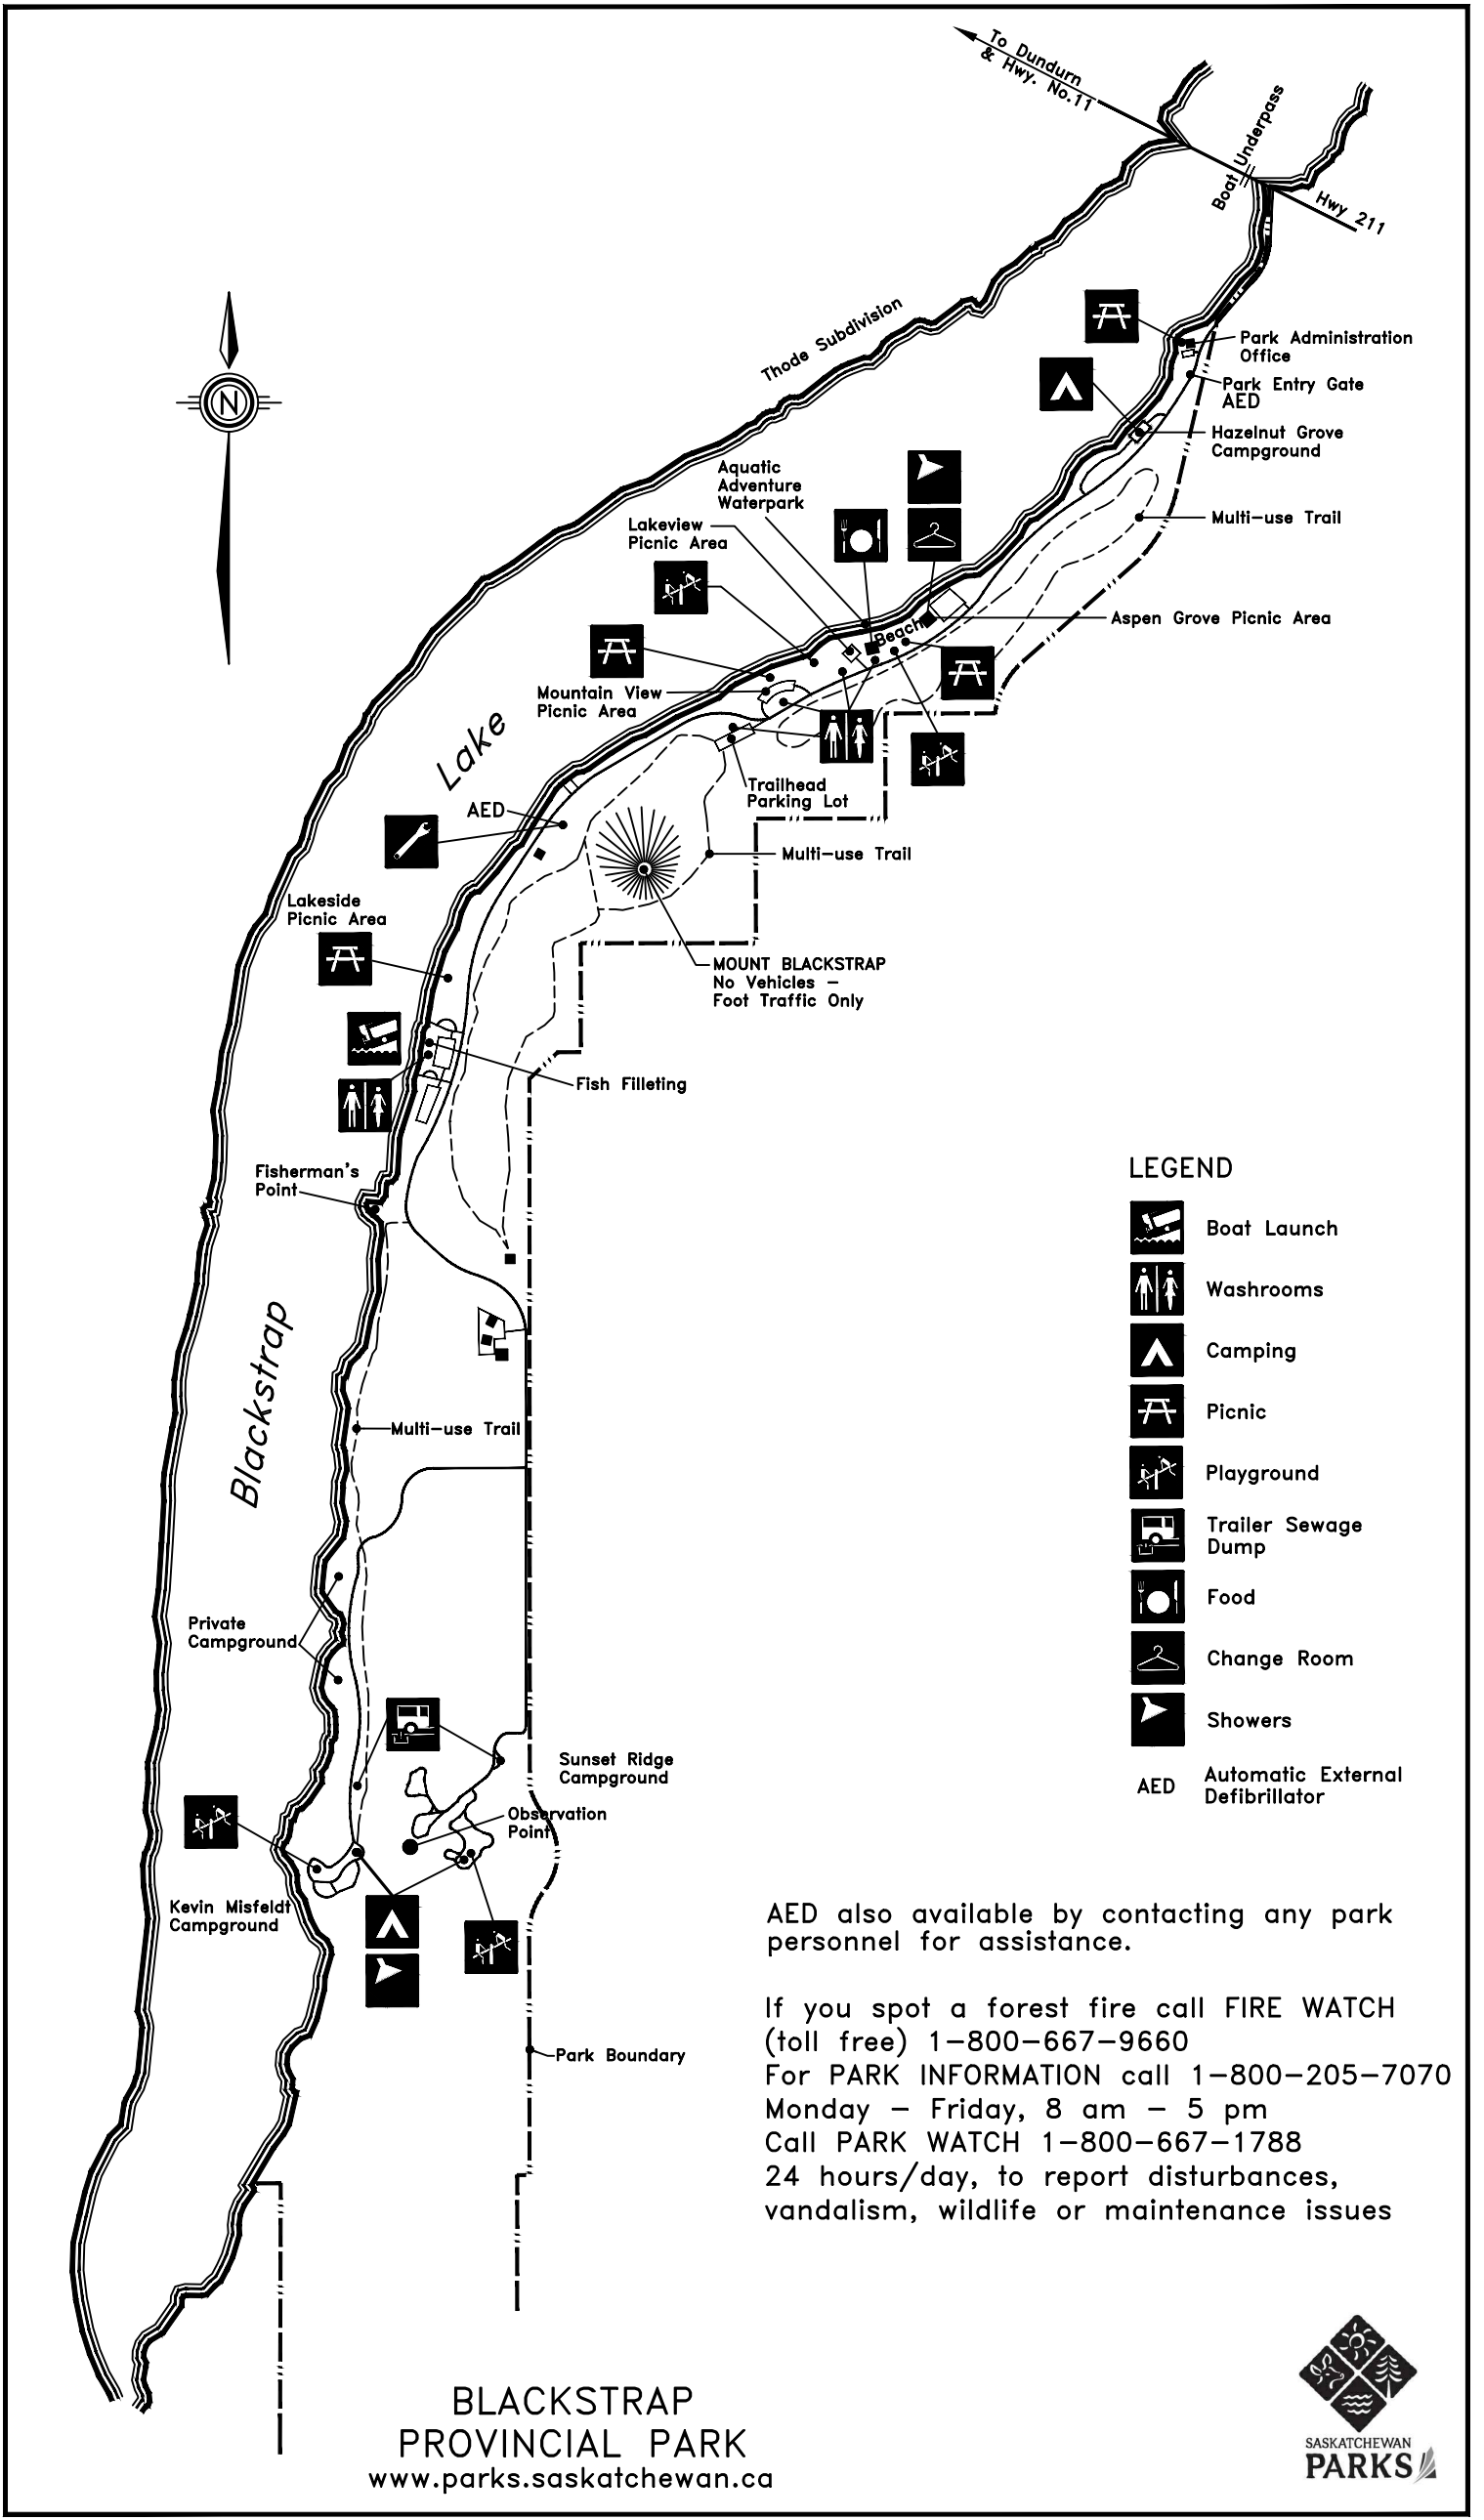 To Dundurn
& Hwy. No.11
Boat Underpass
Hwy 211
Thode Subdivision
N
Park Administration
Office
Park Entry Gate
AED
Hazelnut Grove
Campground
Aquatic
Adventure
Waterpark
Lakeview
Picnic Area
Multi-use Trail
Aspen Grove Picnic Area
Beach
Mountain View
Picnic Area
Lake
Trailhead
Parking Lot
AED
Multi-use Trail
Lakeside
Picnic Area
MOUNT BLACKSTRAP
No Vehicles -
Foot Traffic Only
Fish Filleting
Fisherman's
Point
Blackstrap
Multi-use Trail
Private
Campground
Sunset Ridge
Campground
Observation
Point
Kevin Misfeldt
Campground
Park Boundary
LEGEND
Boat Launch
Washrooms
Camping
Picnic
Playground
Trailer Sewage
Dump
Food
Change Room
Showers
AED Automatic External
Defibrillator
AED also available by contacting any park
personnel for assistance.
If you spot a forest fire call FIRE WATCH
(toll free) 1-800-667-9660
For PARK INFORMATION call 1-800-205-7070
Monday - Friday, 8 am - 5 pm
Call PARK WATCH 1-800-667-1788
24 hours/day, to report disturbances,
vandalism, wildlife or maintenance issues
BLACKSTRAP
PROVINCIAL PARK
www.parks.saskatchewan.ca
SASKATCHEWAN
PARKS